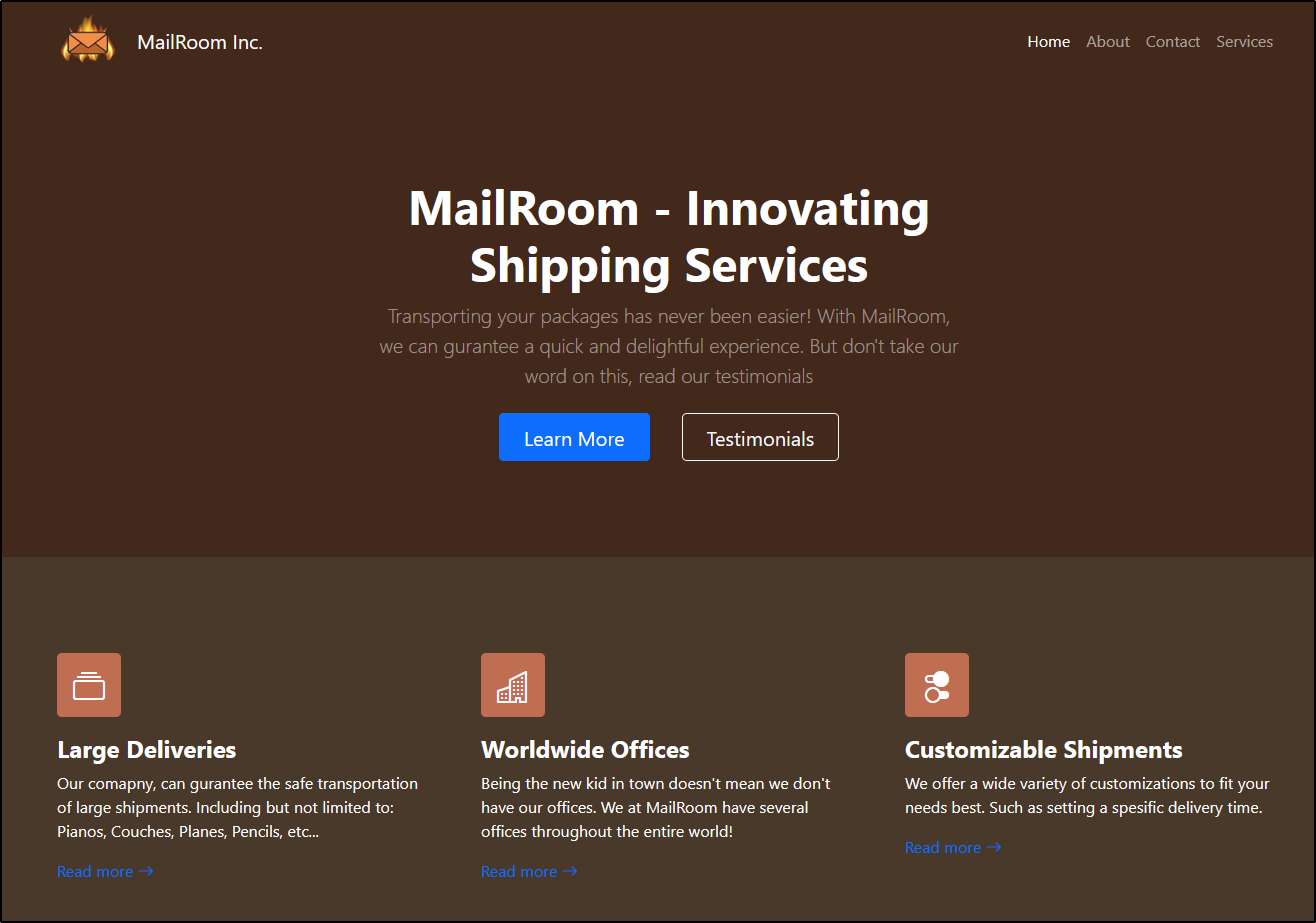 MailRoom Inc.
Home About Contact Services
MailRoom - Innovating
Shipping Services
Transporting your packages has never been easier! With MailRoom,
we can gurantee a quick and delightful experience. But don't take our
word on this, read our testimonials
Learn More Testimonials
Large Deliveries
Our comapny, can gurantee the safe transportation
of large shipments. Including but not limited to:
Pianos, Couches, Planes, Pencils, etc...
Read more →
Worldwide Offices
Being the new kid in town doesn't mean we don't
have our offices. We at MailRoom have several
offices throughout the entire world!
Read more →
Customizable Shipments
We offer a wide variety of customizations to fit your
needs best. Such as setting a spesific delivery time.
Read more →